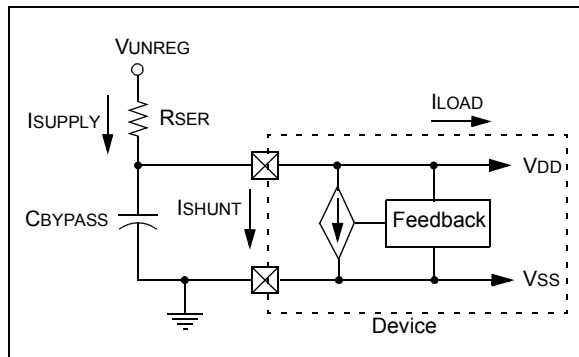 VUNREG
ISUPPLY
RSER
ILOAD
VDD
CBYPASS
ISHUNT
Feedback
VSS
Device